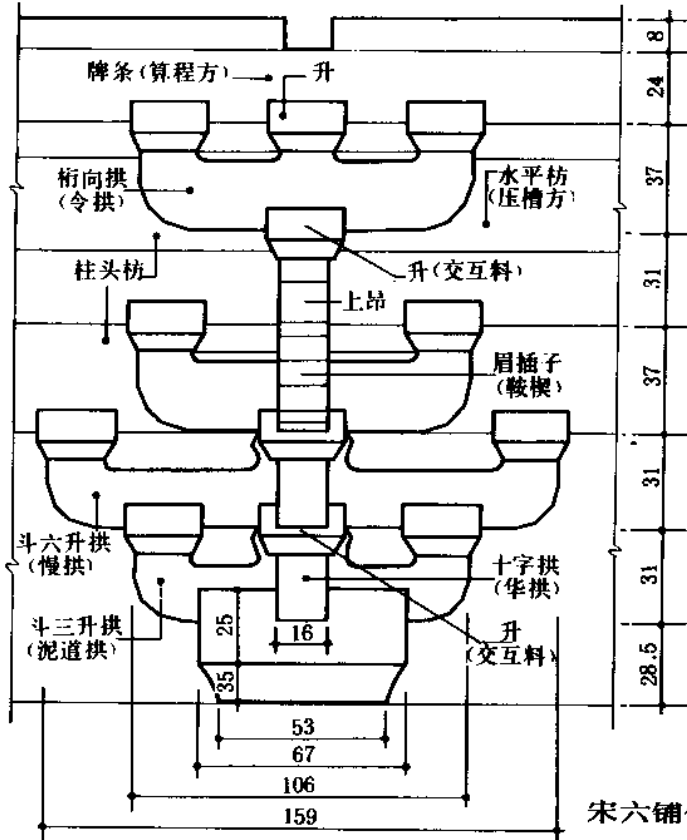 8
牌条(算程方)
升
24
桁向拱
(令拱)
水平枋
(压槽方)
37
柱头枋
升(交互料)
31
上昂
眉插子
(鞍楔)
37
31
斗六升拱
(慢拱)
十字拱
(华拱)
31
斗三升拱
(泥道拱)
25
16
升
(交互料)
35
28.5
53
67
106
159
宋六铺